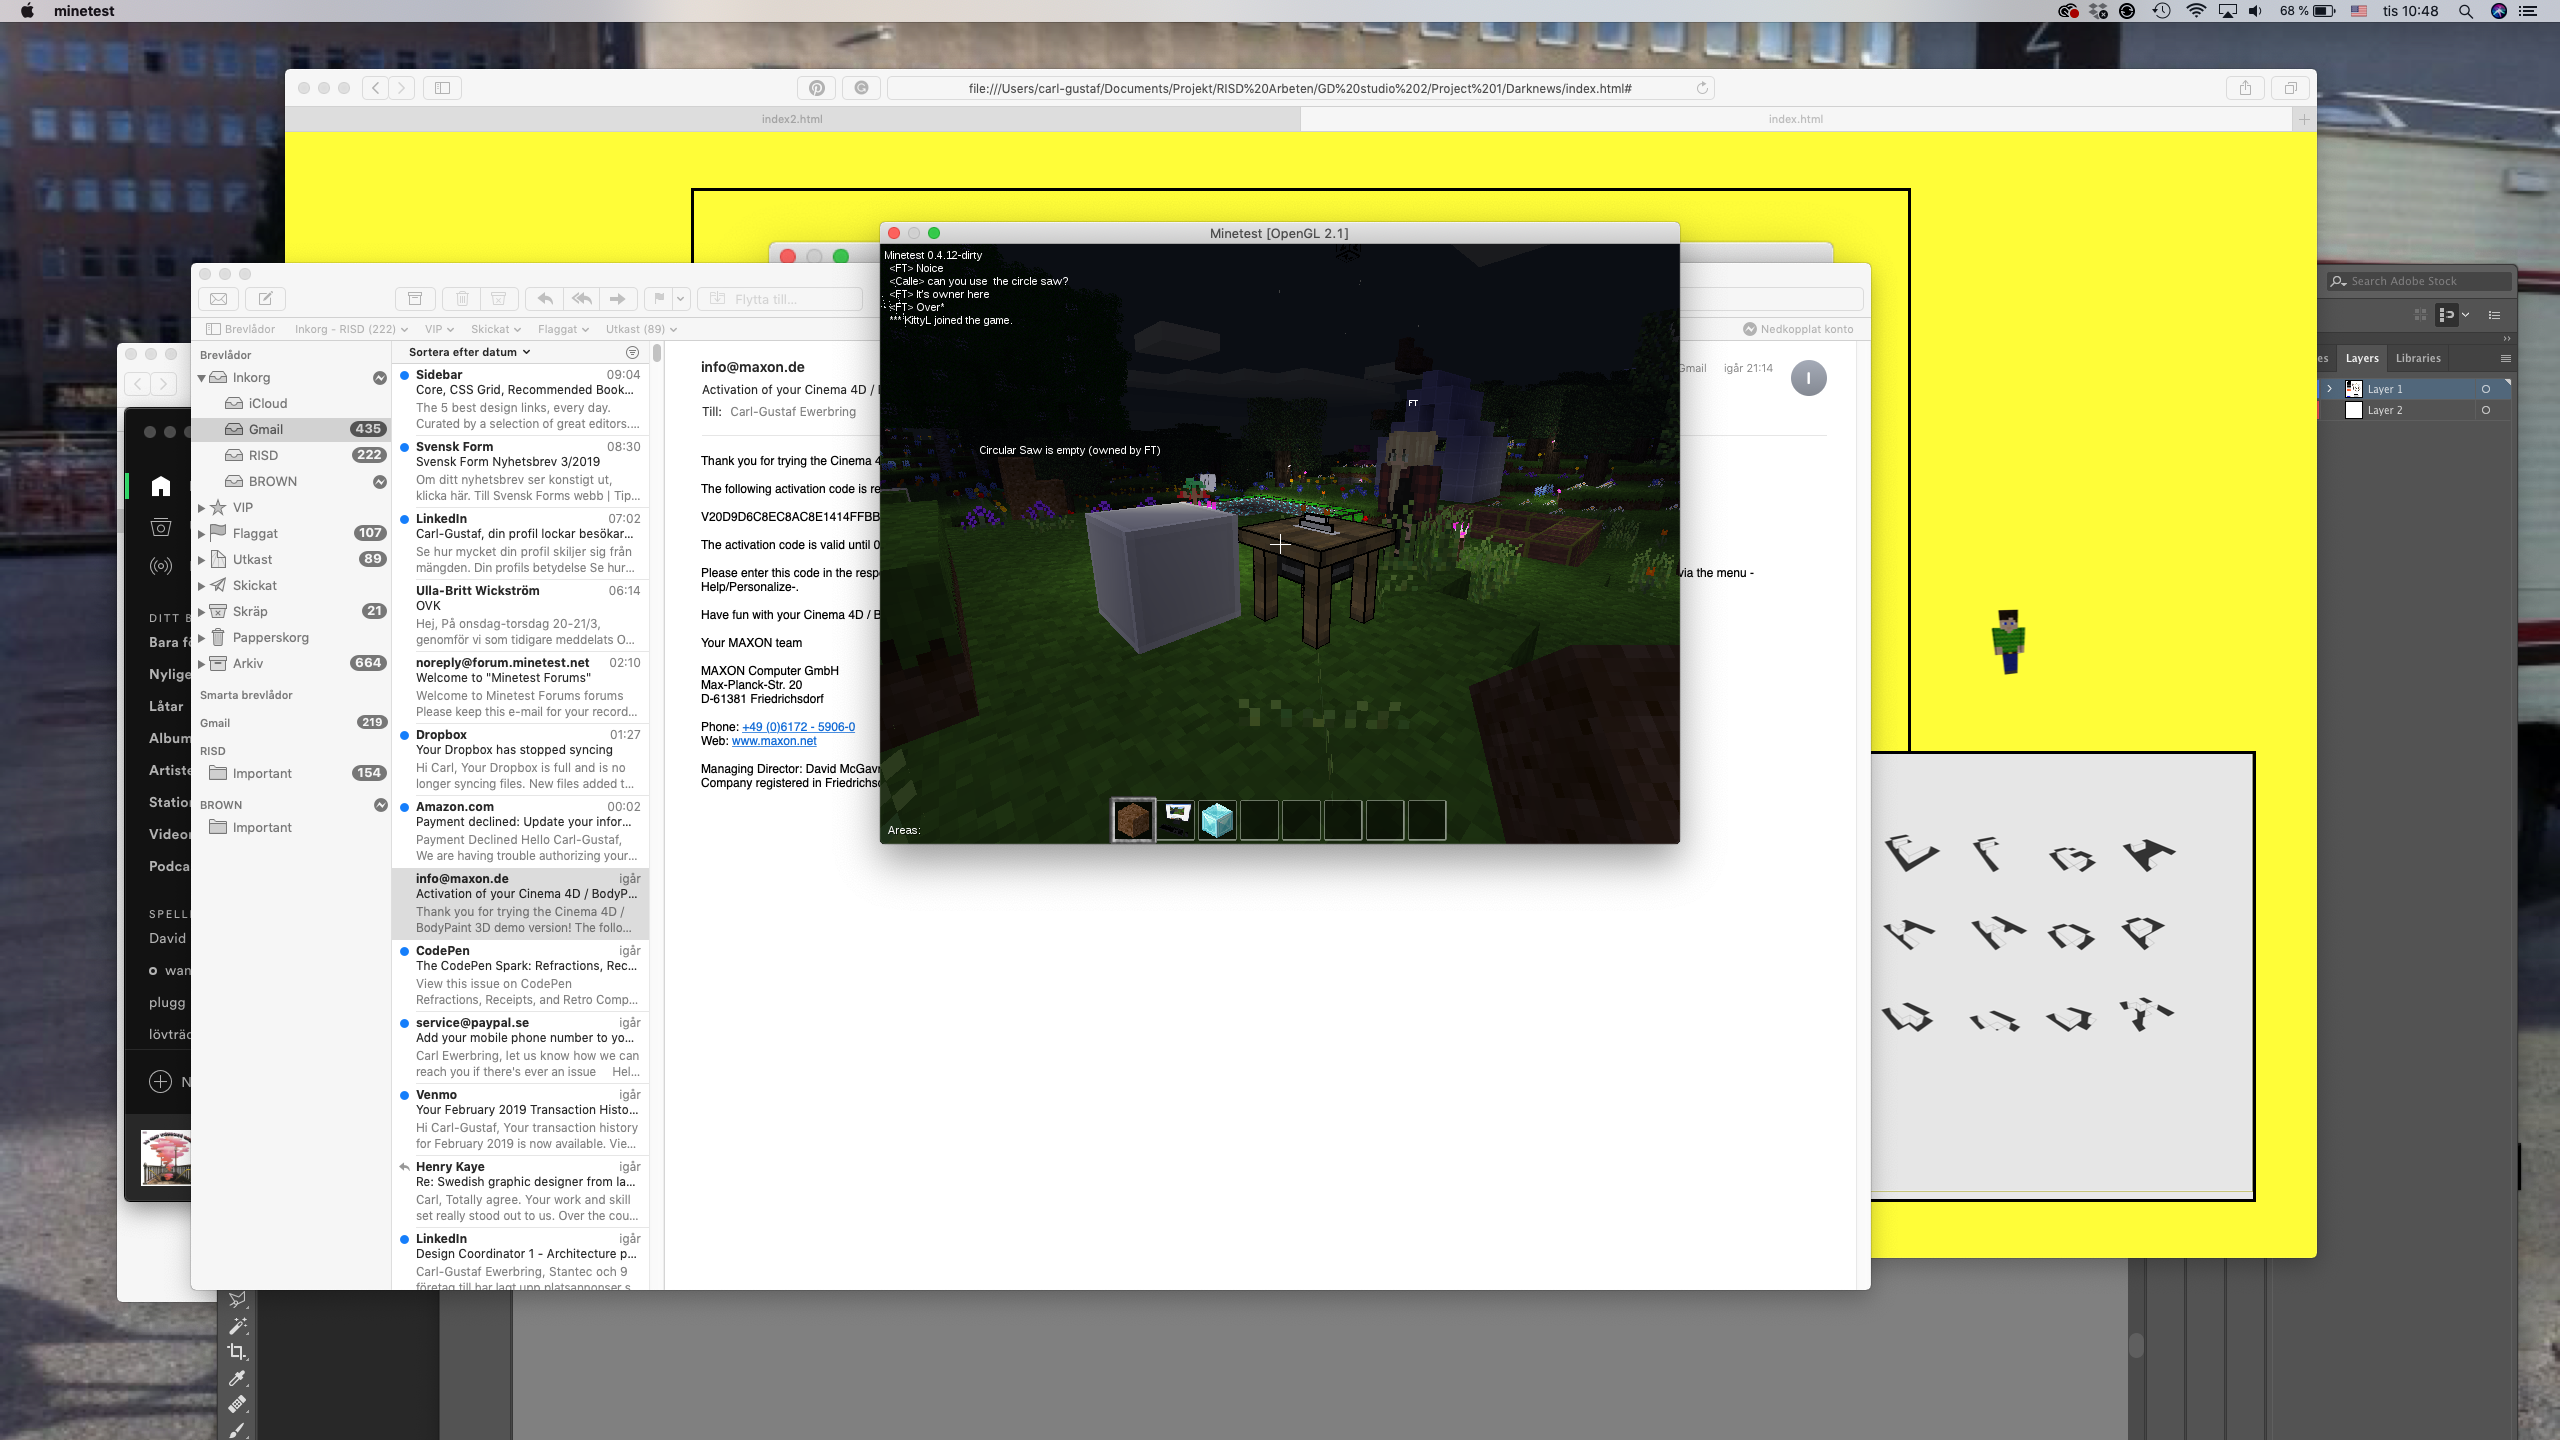 minetest
68 %
tis 10:48
file:///Users/carl-gustaf/Documents/Projekt/RISD%20Arbeten/GD%20studio%202/Project%201/Darknews/index.html#
index2.html
index.html
Minetest [OpenGL 2.1]
Minetest 0.4.12-dirty
<FT> Noice
<Calle> can you use  the circle saw?
<FT> It's owner here
<FT> Over*
*** KittyL joined the game.
FT
Circular Saw is empty (owned by FT)
Areas:
Flytta till...
Brevlådor
Inkorg - RISD (222)
VIP
Skickat
Flaggat
Utkast (89)
Nedkopplat konto
Brevlådor
Inkorg
iCloud
Gmail 435
RISD 222
BROWN
VIP
Flaggat 107
Utkast 89
Skickat
Skräp 21
Papperskorg
Arkiv 664
Smarta brevlådor
Gmail 219
RISD
Important 154
BROWN
Important
Sortera efter datum
Sidebar 09:04
Core, CSS Grid, Recommended Book...
The 5 best design links, every day.
Curated by a selection of great editors....
Svensk Form 08:30
Svensk Form Nyhetsbrev 3/2019
Om ditt nyhetsbrev ser konstigt ut,
klicka här. Till Svensk Forms webb | Tip...
LinkedIn 07:02
Carl-Gustaf, din profil lockar besökar...
Se hur mycket din profil skiljer sig från
mängden. Din profils betydelse Se hur...
Ulla-Britt Wickström 06:14
OVK
Hej, På onsdag-torsdag 20-21/3,
genomför vi som tidigare meddelats O...
noreply@forum.minetest.net 02:10
Welcome to "Minetest Forums"
Welcome to Minetest Forums forums
Please keep this e-mail for your record...
Dropbox 01:27
Your Dropbox has stopped syncing
Hi Carl, Your Dropbox is full and is no
longer syncing files. New files added t...
Amazon.com 00:02
Payment declined: Update your infor...
Payment Declined Hello Carl-Gustaf,
We are having trouble authorizing your...
info@maxon.de igår
Activation of your Cinema 4D / BodyP...
Thank you for trying the Cinema 4D /
BodyPaint 3D demo version! The follo...
CodePen igår
The CodePen Spark: Refractions, Rec...
View this issue on CodePen
Refractions, Receipts, and Retro Comp...
service@paypal.se igår
Add your mobile phone number to yo...
Carl Ewerbring, let us know how we can
reach you if there's ever an issue Hel...
Venmo igår
Your February 2019 Transaction Histo...
Hi Carl-Gustaf, Your transaction history
for February 2019 is now available. Vie...
Henry Kaye igår
Re: Swedish graphic designer from la...
Carl, Totally agree. Your work and skill
set really stood out to us. Over the cou...
LinkedIn igår
Design Coordinator 1 - Architecture p...
Carl-Gustaf Ewerbring, Stantec och 9
företag till har lagt upp platsannonser s
info@maxon.de
Gmail igår 21:14
I
Activation of your Cinema 4D /
Till: Carl-Gustaf Ewerbring
Thank you for trying the Cinema 4
The following activation code is re
V20D9D6C8EC8AC8E1414FFBB
The activation code is valid until 0
Please enter this code in the resp
via the menu -
Help/Personalize-.
Have fun with your Cinema 4D / B
Your MAXON team
MAXON Computer GmbH
Max-Planck-Str. 20
D-61381 Friedrichsdorf
Phone: +49 (0)6172 - 5906-0
Web: www.maxon.net
Managing Director: David McGav
Company registered in Friedrichs
DITT B
Bara fö
Nylige
Låtar
Album
Artiste
Station
Videor
Podca
SPELL
David
wan
plugg
lövträd
N
Search Adobe Stock
es
Layers
Libraries
Layer 1
Layer 2